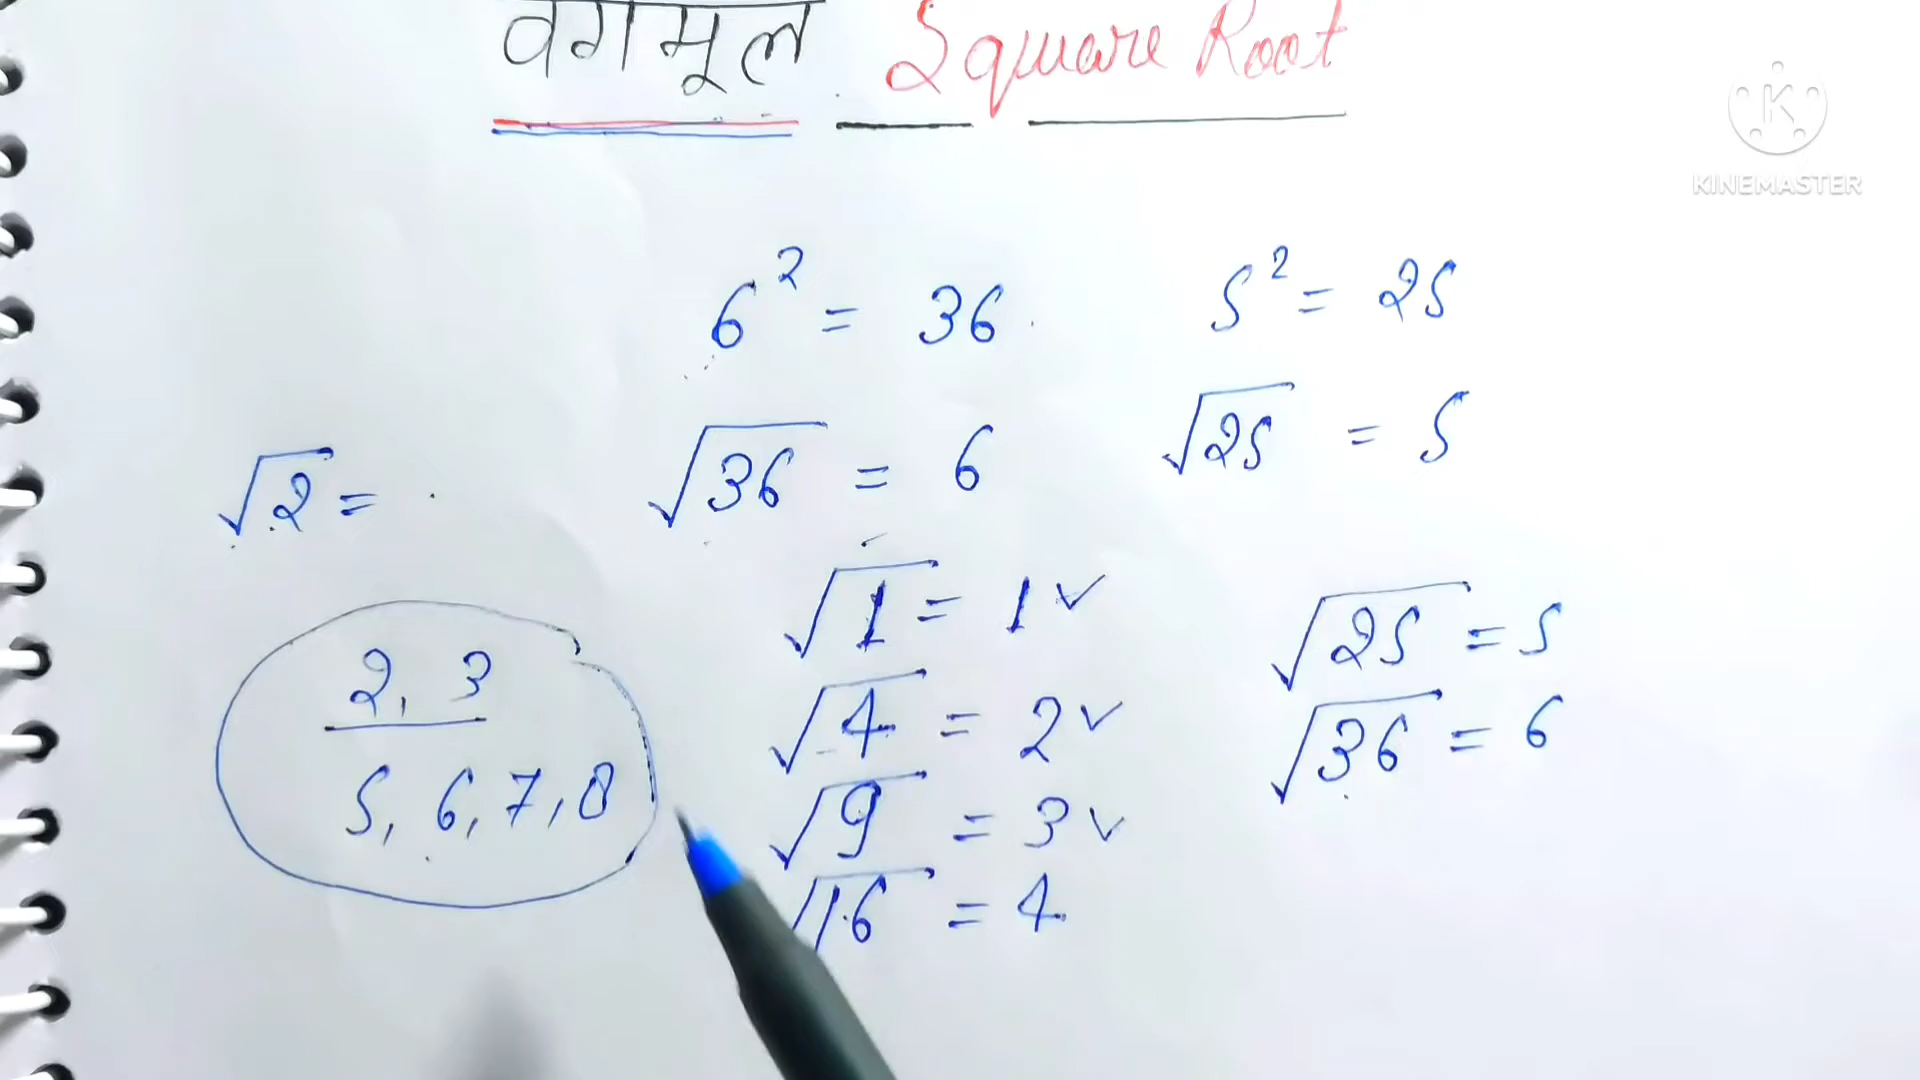 वर्गमूल Square Root
KINEMASTER
6² = 36
5² = 25
√36 = 6
√25 = 5
√2 =
√1 = 1 ✓
√4 = 2 ✓
√9 = 3 ✓
√16 = 4
√25 = 5
√36 = 6
2, 3
5, 6, 7, 8